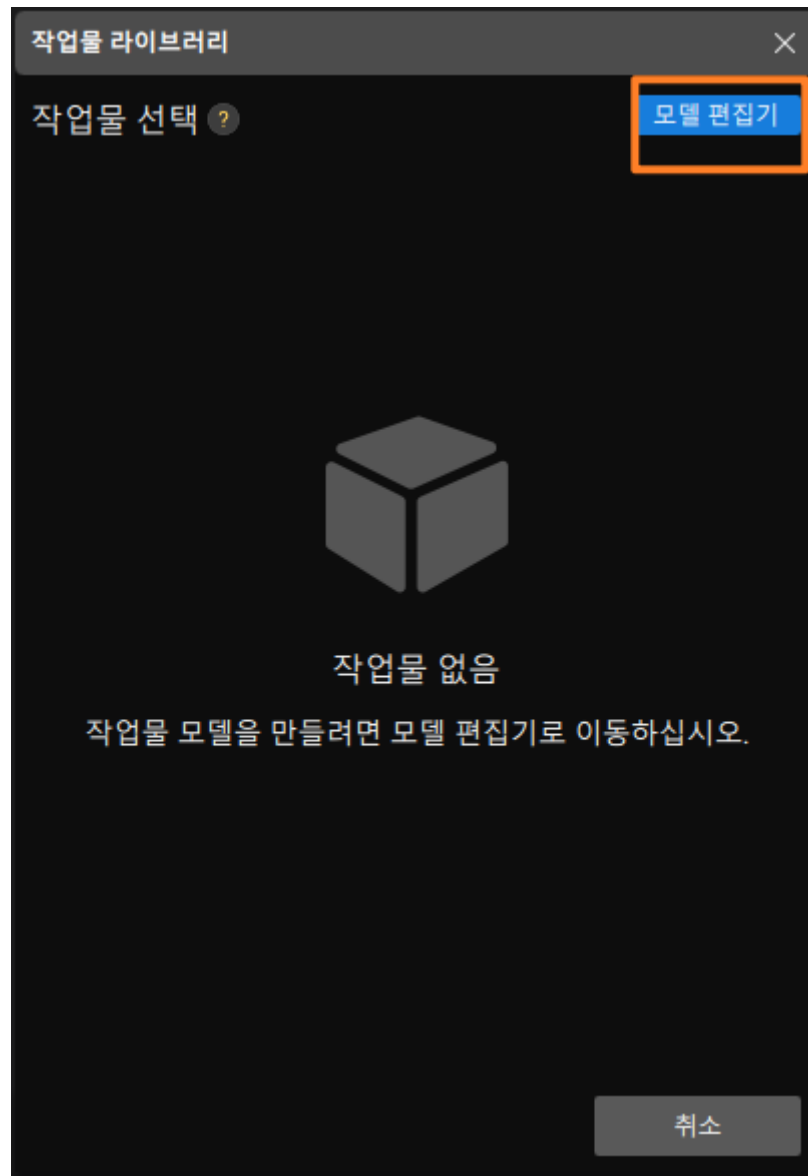 작업물 라이브러리
작업물 선택 ?
모델 편집기
작업물 없음
작업물 모델을 만들려면 모델 편집기로 이동하십시오.
취소